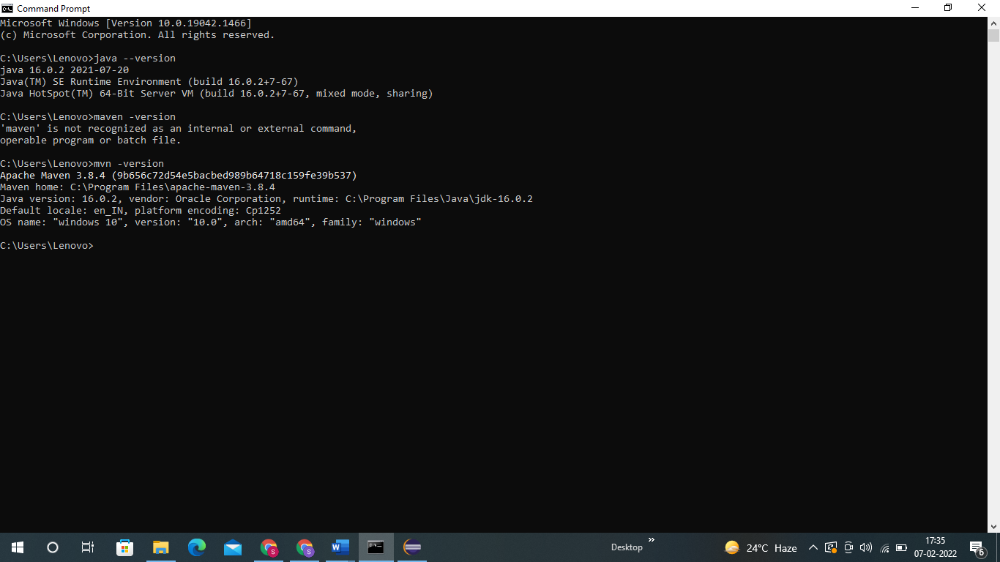 Command Prompt
Microsoft Windows [Version 10.0.19042.1466]
(c) Microsoft Corporation. All rights reserved.
C:\Users\Lenovo>java --version
java 16.0.2 2021-07-20
Java(TM) SE Runtime Environment (build 16.0.2+7-67)
Java HotSpot(TM) 64-Bit Server VM (build 16.0.2+7-67, mixed mode, sharing)
C:\Users\Lenovo>maven -version
'maven' is not recognized as an internal or external command,
operable program or batch file.
C:\Users\Lenovo>mvn -version
Apache Maven 3.8.4 (9b656c72d54e5bacbed989b64718c159fe39b537)
Maven home: C:\Program Files\apache-maven-3.8.4
Java version: 16.0.2, vendor: Oracle Corporation, runtime: C:\Program Files\Java\jdk-16.0.2
Default locale: en_IN, platform encoding: Cp1252
OS name: "windows 10", version: "10.0", arch: "amd64", family: "windows"
C:\Users\Lenovo>
Desktop
24°C Haze
17:35
07-02-2022
6